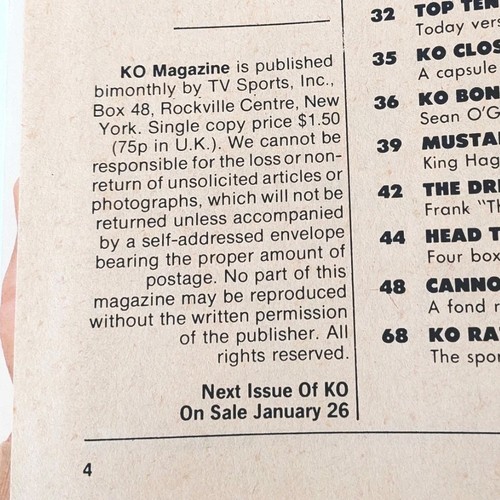 KO Magazine is published
bimonthly by TV Sports, Inc.,
Box 48, Rockville Centre, New
York. Single copy price $1.50
(75p in U.K.). We cannot be
responsible for the loss or non-
return of unsolicited articles or
photographs, which will not be
returned unless accompanied
by a self-addressed envelope
bearing the proper amount of
postage. No part of this
magazine may be reproduced
without the written permission
of the publisher. All
rights reserved.
Next Issue Of KO
On Sale January 26
4
32 TOP TEN
Today vers
35 KO CLOS
A capsule
36 KO BON
Sean O'G
39 MUSTA
King Hag
42 THE DR
Frank "Th
44 HEAD T
Four box
48 CANNO
A fond r
68 KO RA
The spor